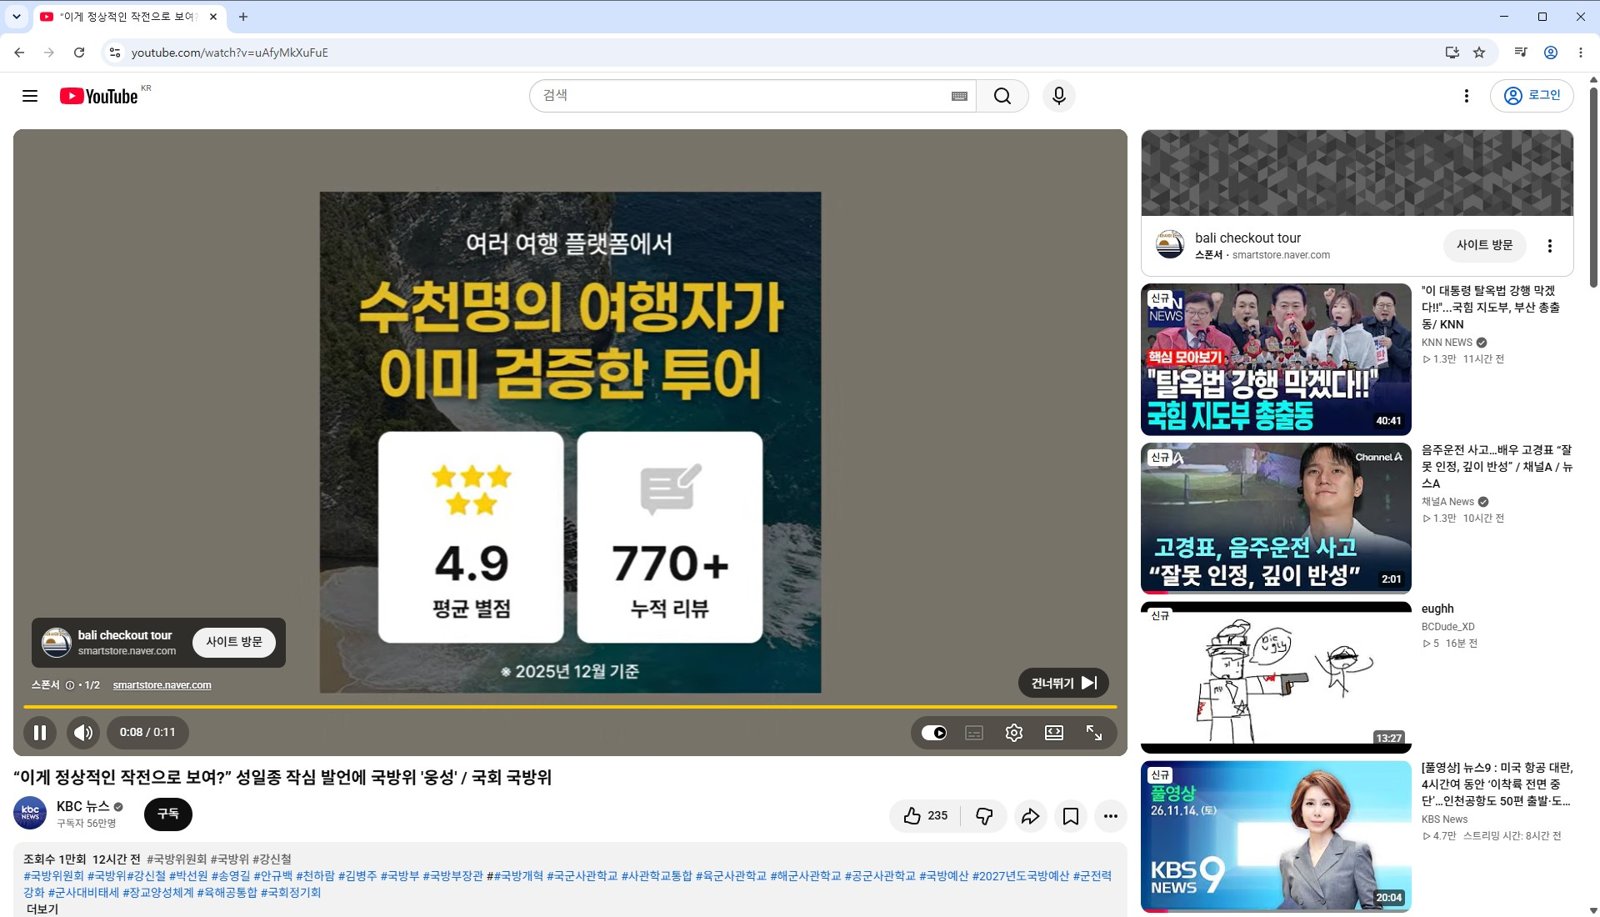 “이게 정상적인 작전으로 보여?
youtube.com/watch?v=uAfyMkXuFuE
YouTube KR
검색
로그인
여러 여행 플랫폼에서
수천명의 여행자가
이미 검증한 투어
4.9
평균 별점
770+
누적 리뷰
※ 2025년 12월 기준
bali checkout tour
smartstore.naver.com
사이트 방문
스폰서 • 1/2 smartstore.naver.com
건너뛰기
0:08 / 0:11
“이게 정상적인 작전으로 보여?” 성일종 작심 발언에 국방위 '웅성' / 국회 국방위
kbc NEWS
KBC 뉴스
구독자 56만명
구독
235
조회수 1만회 12시간 전 #국방위원회 #국방위 #강신철
#국방위원회 #국방위#강신철 #박선원 #송영길 #안규백 #천하람 #김병주 #국방부 #국방부장관 ##국방개혁 #국군사관학교 #사관학교통합 #육군사관학교 #해군사관학교 #공군사관학교 #국방예산 #2027년도국방예산 #군전력
강화 #군사대비태세 #장교양성체계 #육해공통합 #국회정기회
더보기
bali checkout tour
스폰서 · smartstore.naver.com
사이트 방문
신규
NEWS
핵심 모아보기
"탈옥법 강행 막겠다!!"
국힘 지도부 총출동
40:41
"이 대통령 탈옥법 강행 막겠
다!!"...국힘 지도부, 부산 총출
동/ KNN
KNN NEWS
1.3만 11시간 전
신규
Channel A
고경표, 음주운전 사고
“잘못 인정, 깊이 반성”
2:01
음주운전 사고…배우 고경표 “잘
못 인정, 깊이 반성” / 채널A / 뉴
스A
채널A News
1.3만 10시간 전
신규
Die ugly
13:27
eughh
BCDude_XD
5 16분 전
신규
풀영상
26.11.14.(토)
KBS
NEWS 9
20:04
[풀영상] 뉴스9 : 미국 항공 대란,
4시간여 동안 ‘이착륙 전면 중
단’…인천공항도 50편 출발·도...
KBS News
4.7만 스트리밍 시간: 8시간 전